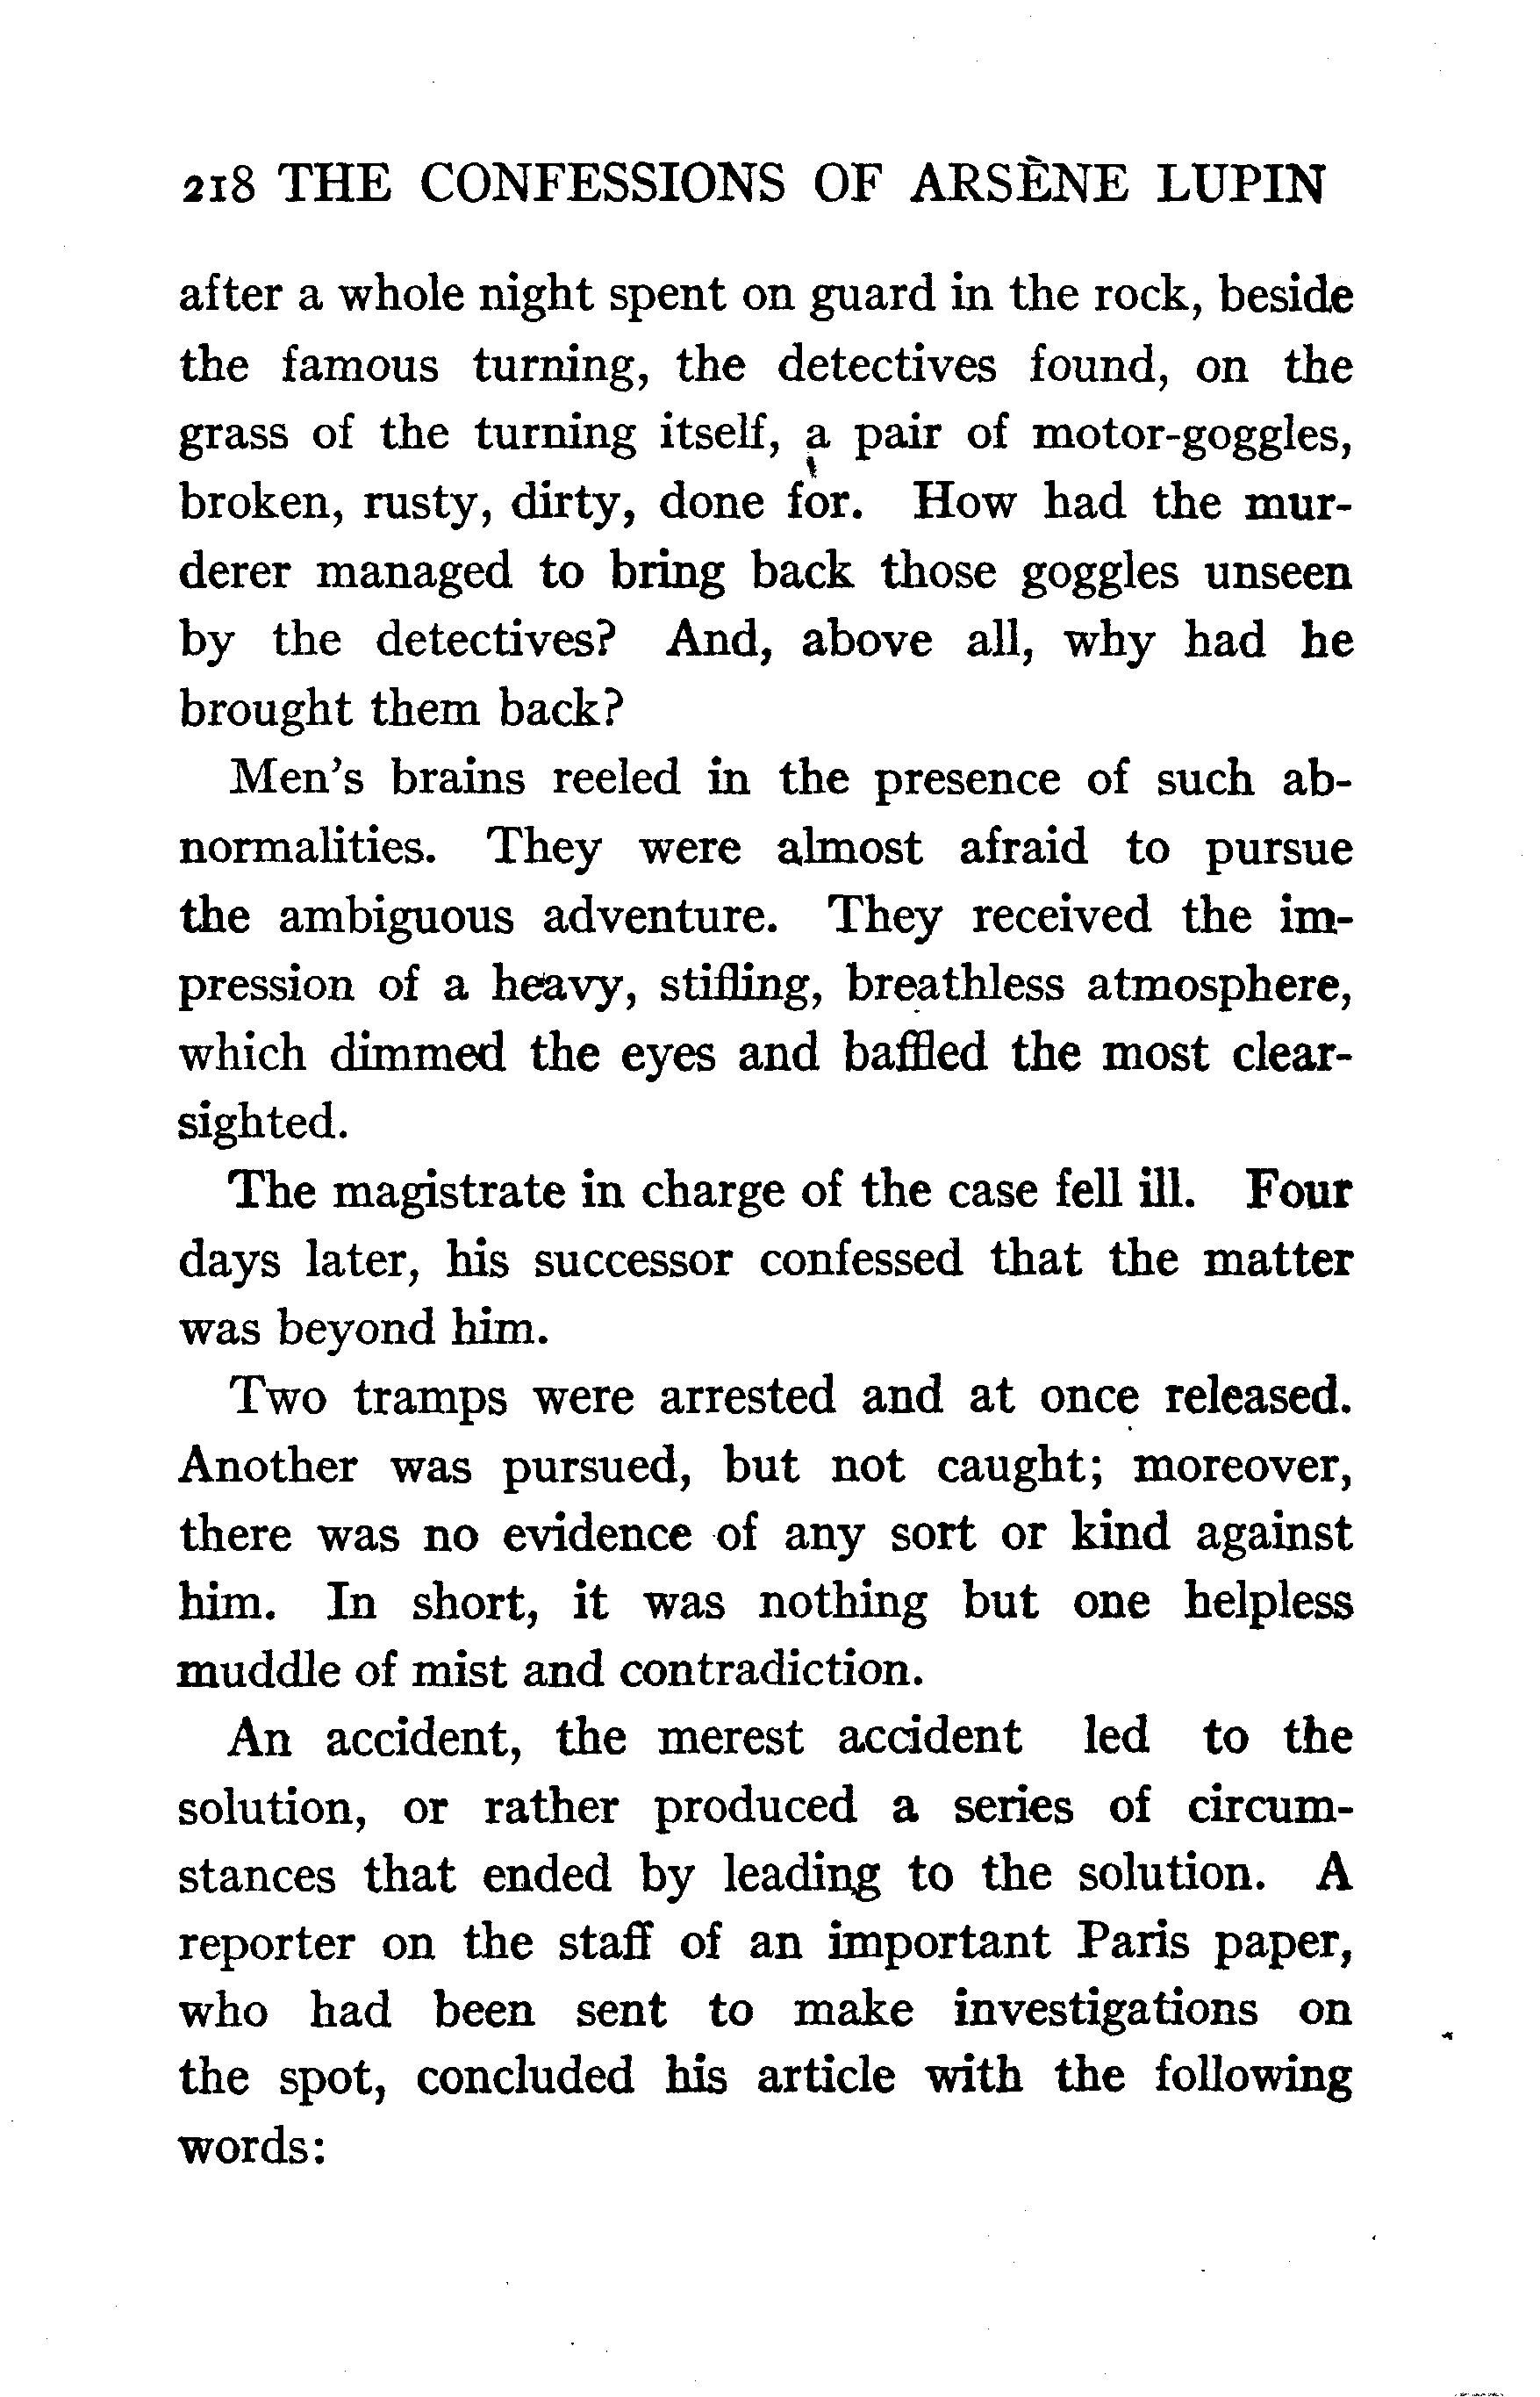 218 THE CONFESSIONS OF ARSÈNE LUPIN
after a whole night spent on guard in the rock, beside
the famous turning, the detectives found, on the
grass of the turning itself, a pair of motor-goggles,
broken, rusty, dirty, done for. How had the mur-
derer managed to bring back those goggles unseen
by the detectives? And, above all, why had he
brought them back?
Men's brains reeled in the presence of such ab-
normalities. They were almost afraid to pursue
the ambiguous adventure. They received the im-
pression of a heavy, stifling, breathless atmosphere,
which dimmed the eyes and baffled the most clear-
sighted.
The magistrate in charge of the case fell ill. Four
days later, his successor confessed that the matter
was beyond him.
Two tramps were arrested and at once released.
Another was pursued, but not caught; moreover,
there was no evidence of any sort or kind against
him. In short, it was nothing but one helpless
muddle of mist and contradiction.
An accident, the merest accident led to the
solution, or rather produced a series of circum-
stances that ended by leading to the solution. A
reporter on the staff of an important Paris paper,
who had been sent to make investigations on
the spot, concluded his article with the following
words: